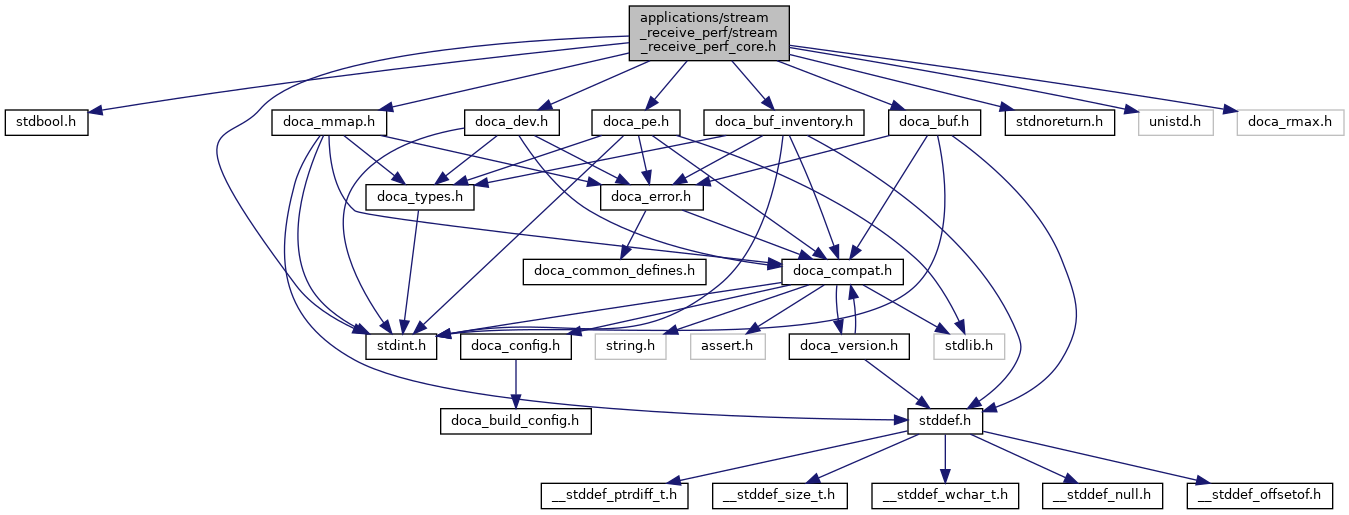 applications/stream
_receive_perf/stream
_receive_perf_core.h
stdbool.h
doca_mmap.h
doca_dev.h
doca_pe.h
doca_buf_inventory.h
doca_buf.h
stdnoreturn.h
unistd.h
doca_rmax.h
doca_types.h
doca_error.h
doca_common_defines.h
doca_compat.h
stdint.h
doca_config.h
string.h
assert.h
doca_version.h
stdlib.h
doca_build_config.h
stddef.h
__stddef_ptrdiff_t.h
__stddef_size_t.h
__stddef_wchar_t.h
__stddef_null.h
__stddef_offsetof.h